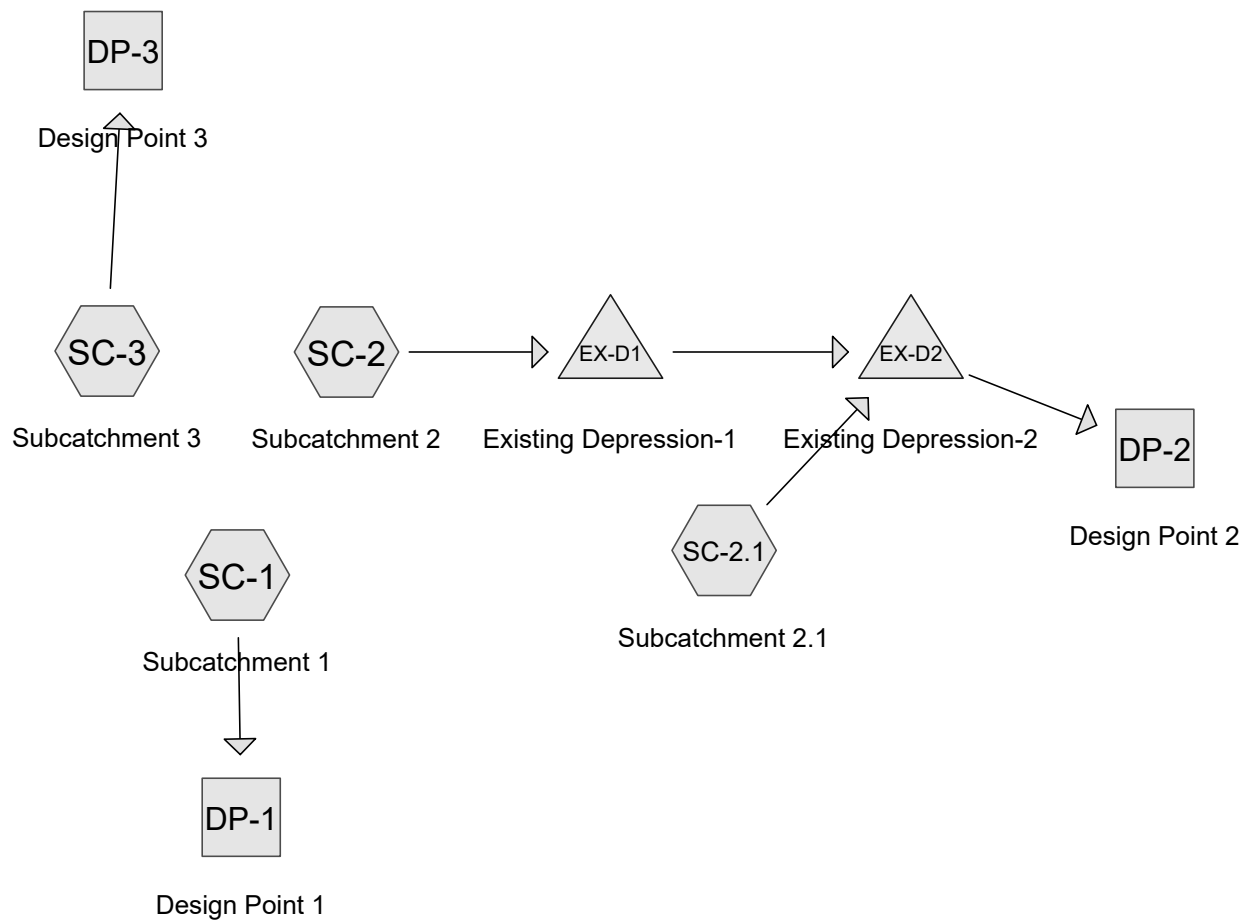 DP-3
Design Point 3
SC-3
Subcatchment 3
SC-2
Subcatchment 2
EX-D1
Existing Depression-1
EX-D2
Existing Depression-2
DP-2
Design Point 2
SC-2.1
Subcatchment 2.1
SC-1
Subcatchment 1
DP-1
Design Point 1